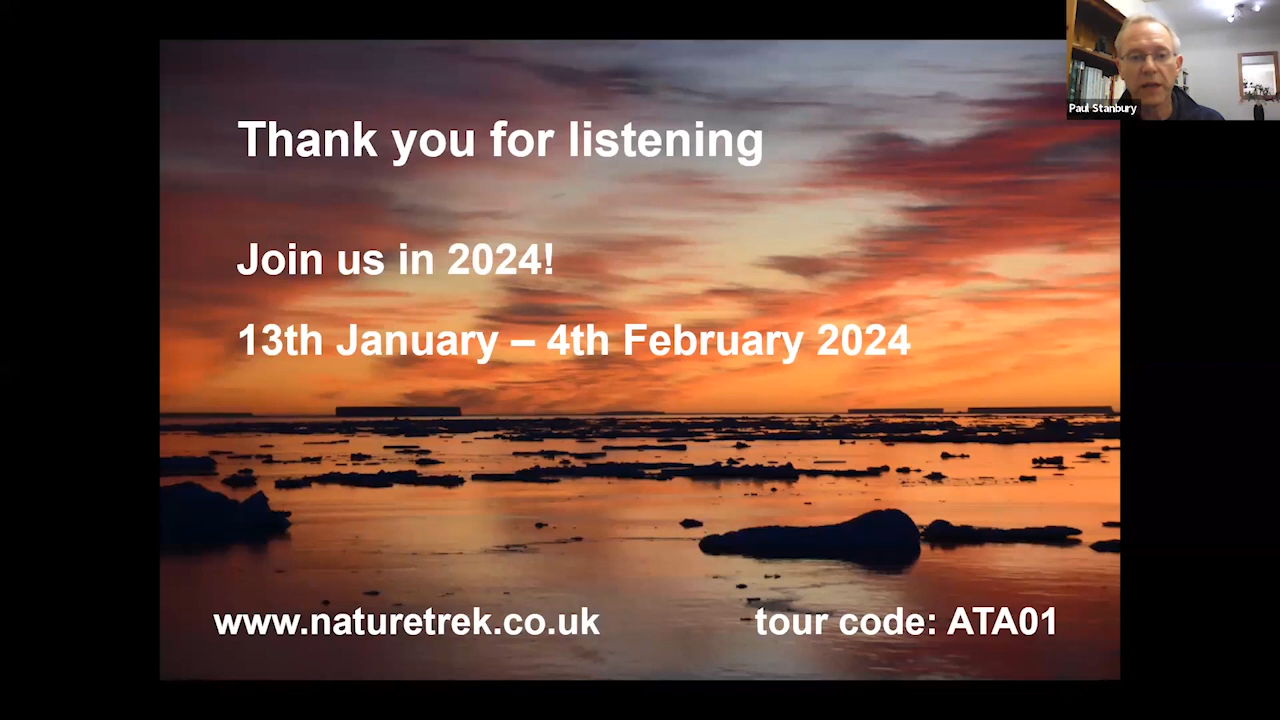 Paul Stanbury
Thank you for listening
Join us in 2024!
13th January – 4th February 2024
www.naturetrek.co.uk
tour code: ATA01